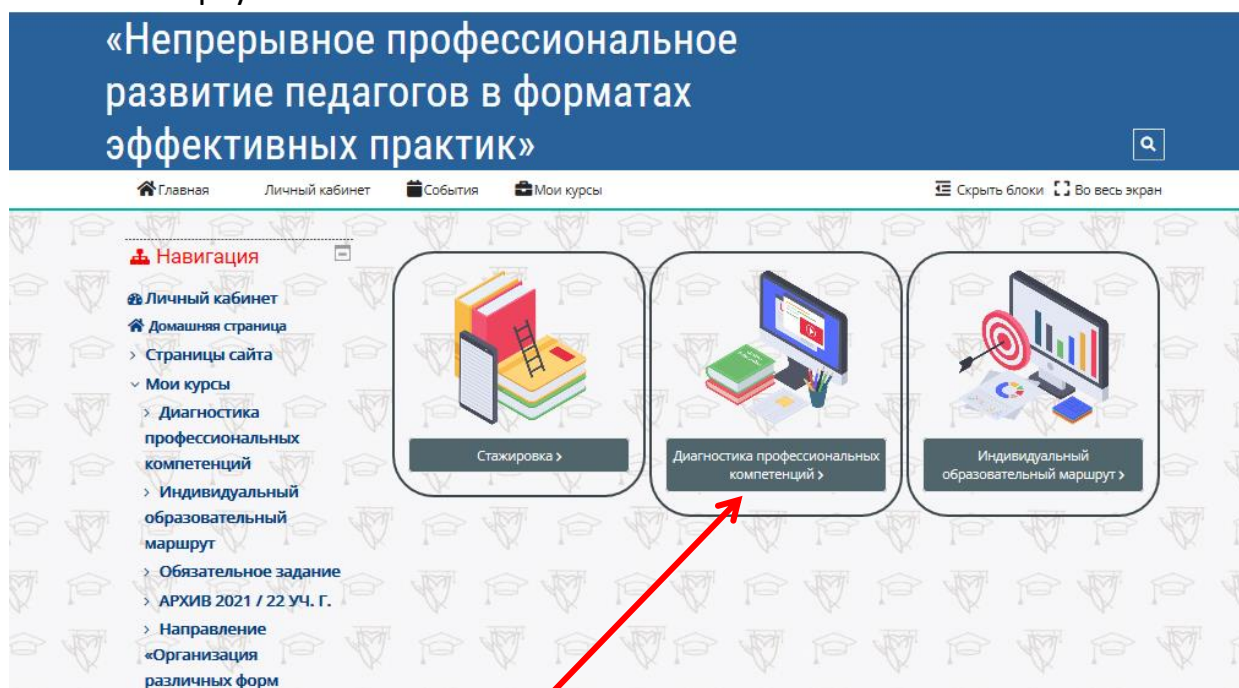 «Непрерывное профессиональное
развитие педагогов в форматах
эффективных практик»
Главная Личный кабинет События Мои курсы Скрыть блоки Во весь экран
Навигация
Личный кабинет
Домашняя страница
Страницы сайта
Мои курсы
Диагностика
профессиональных
компетенций
Индивидуальный
образовательный
маршрут
Обязательное задание
АРХИВ 2021 / 22 УЧ. Г.
Направление
«Организация
различных форм
Стажировка
Диагностика профессиональных
компетенций
Индивидуальный
образовательный маршрут